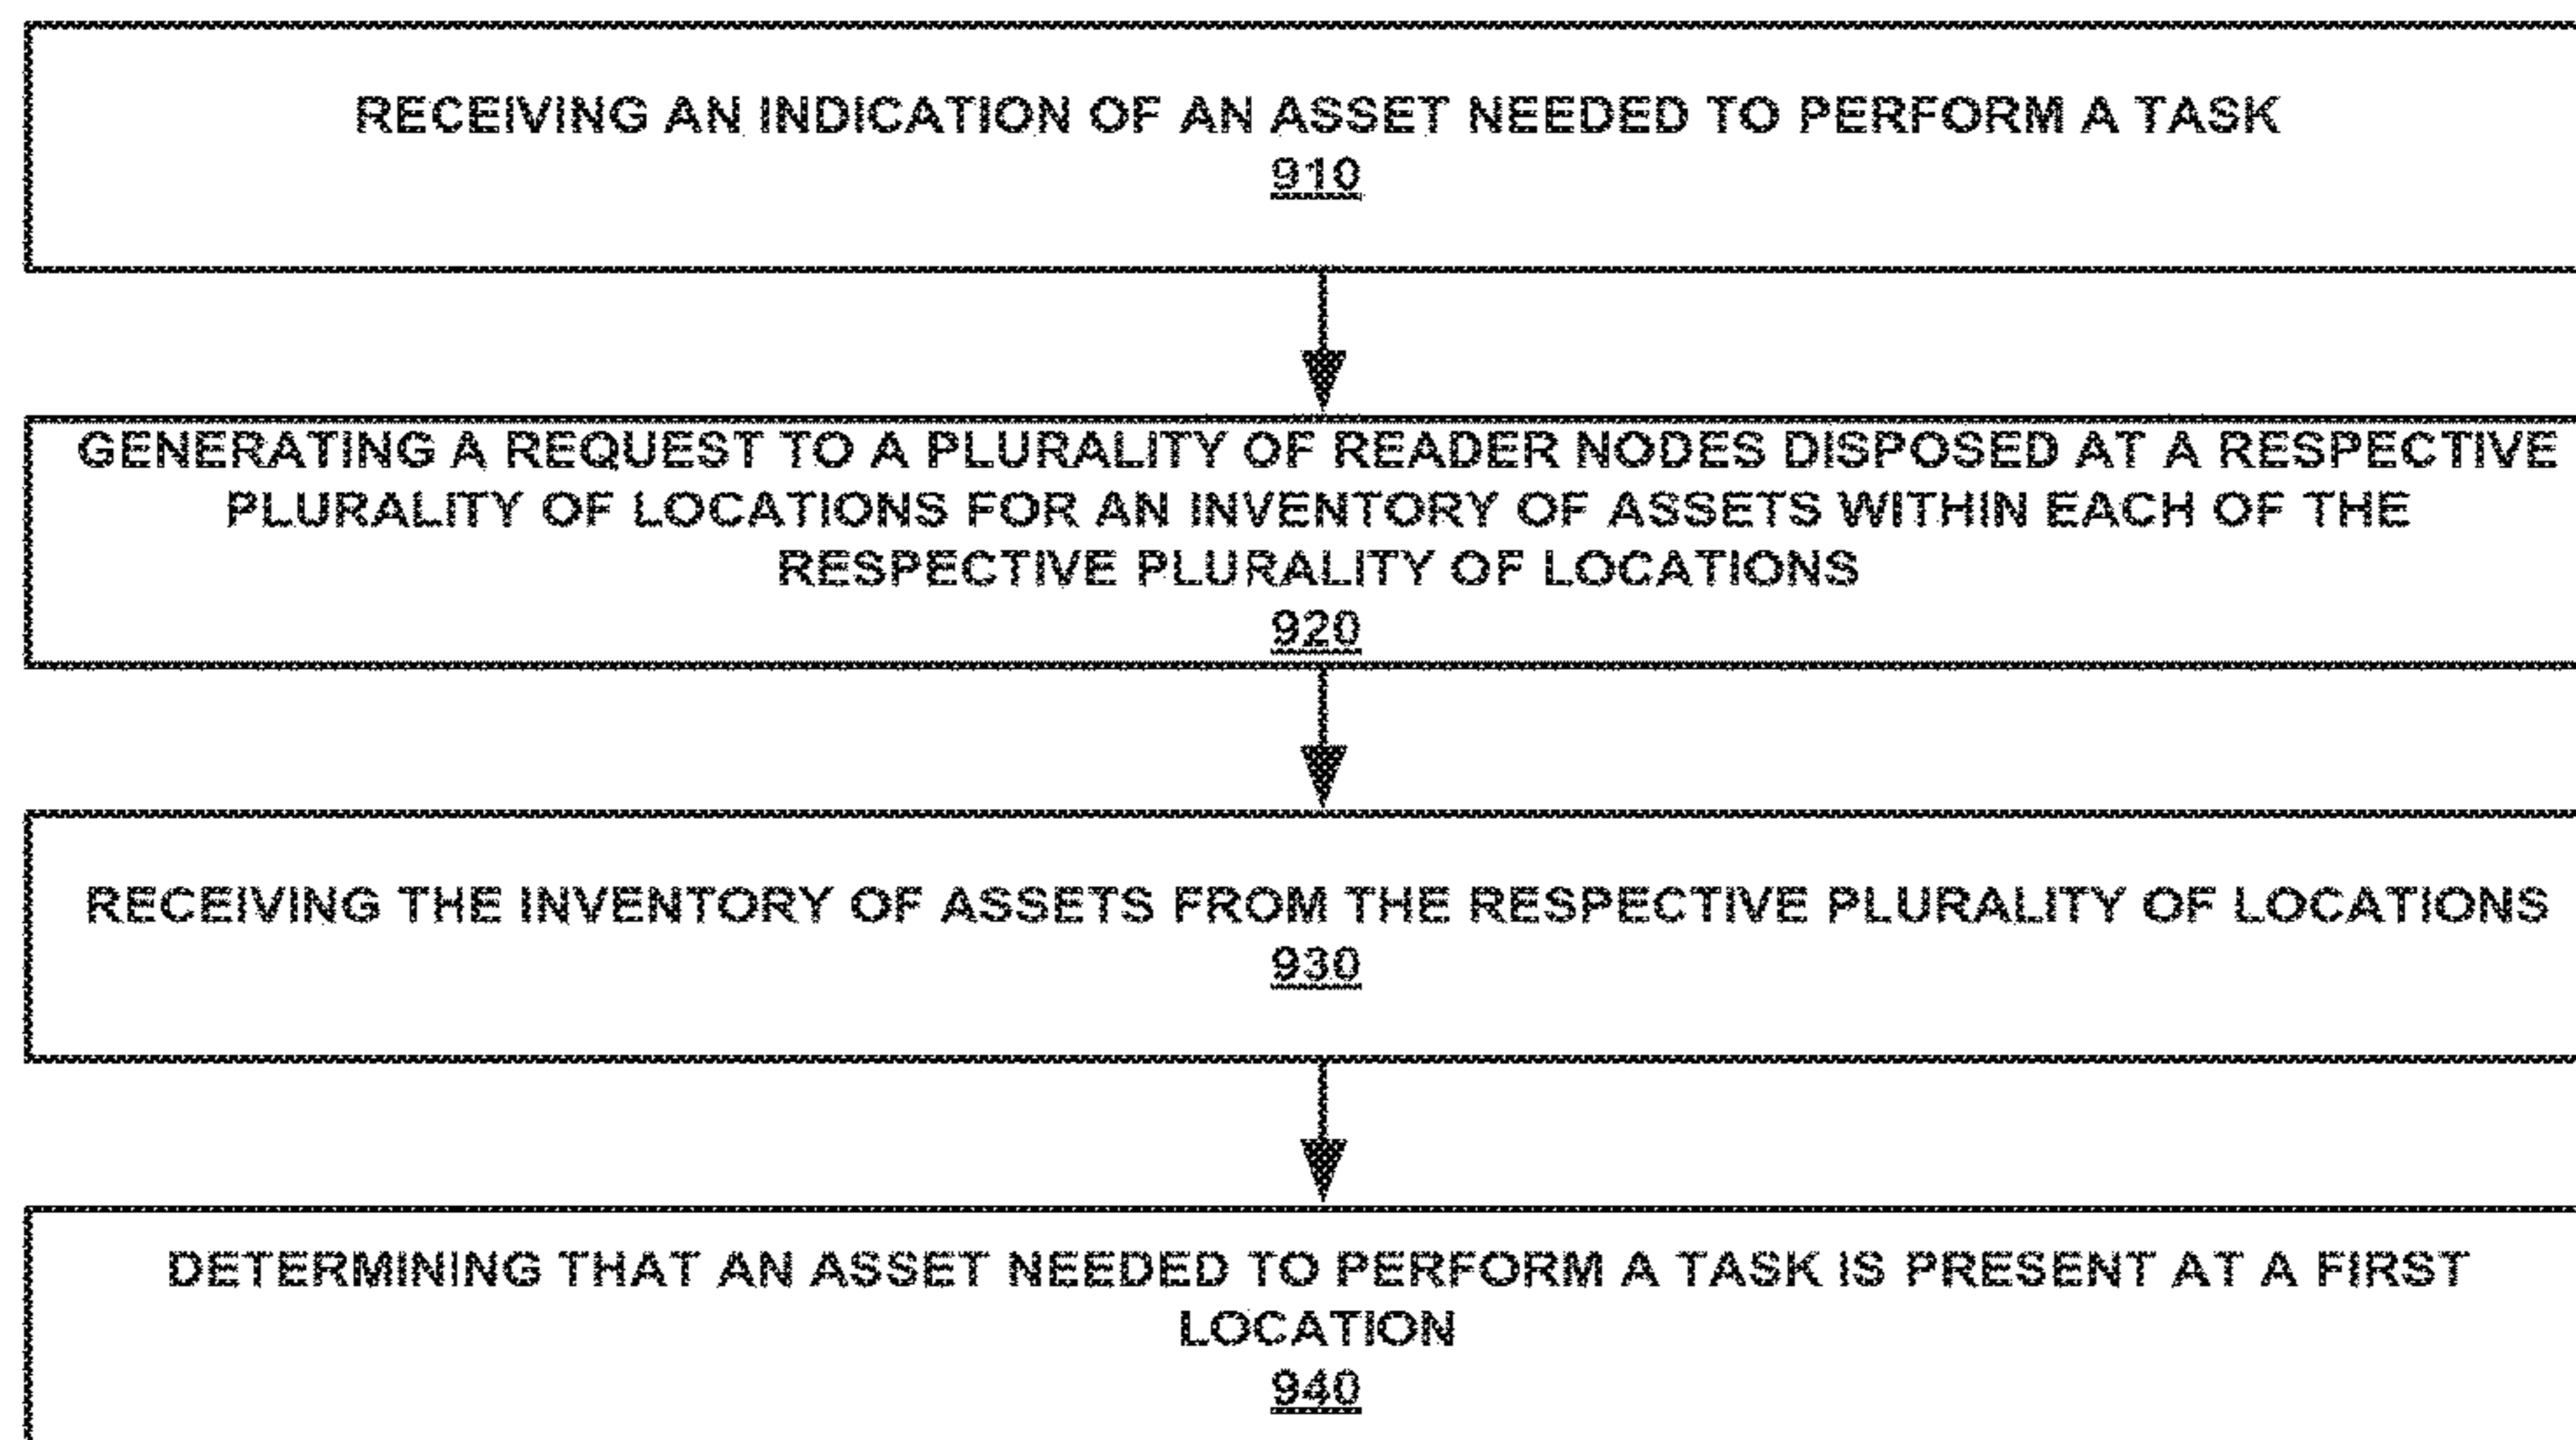 RECEIVING AN INDICATION OF AN ASSET NEEDED TO PERFORM A TASK
910
GENERATING A REQUEST TO A PLURALITY OF READER NODES DISPOSED AT A RESPECTIVE
PLURALITY OF LOCATIONS FOR AN INVENTORY OF ASSETS WITHIN EACH OF THE
RESPECTIVE PLURALITY OF LOCATIONS
920
RECEIVING THE INVENTORY OF ASSETS FROM THE RESPECTIVE PLURALITY OF LOCATIONS
930
DETERMINING THAT AN ASSET NEEDED TO PERFORM A TASK IS PRESENT AT A FIRST
LOCATION
940